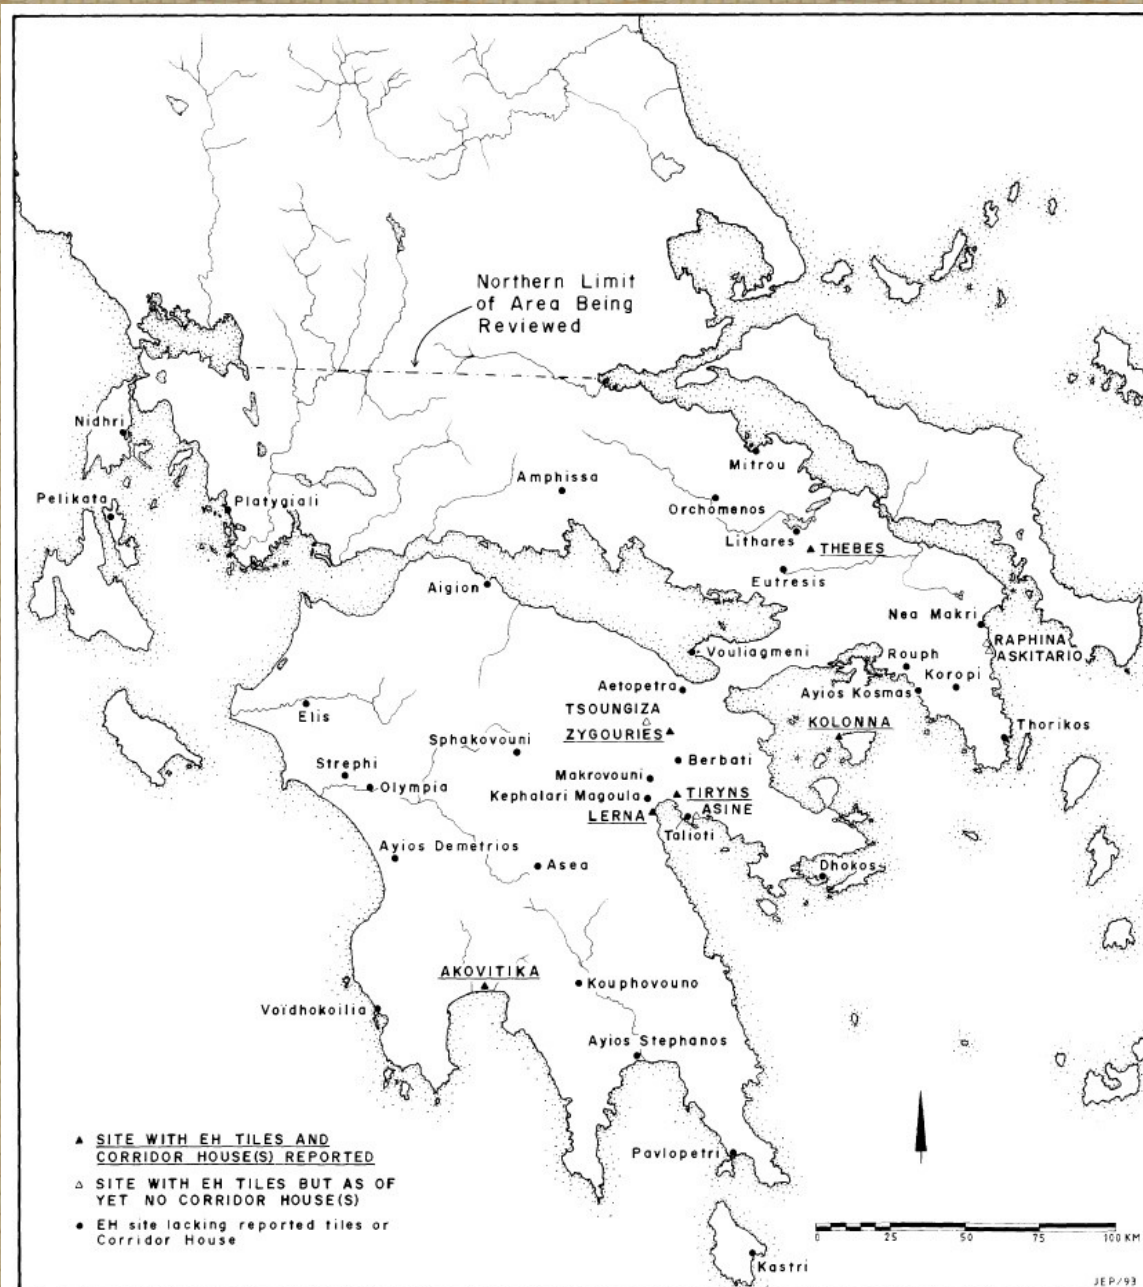 Northern Limit
of Area Being
Reviewed
Nidhri
Mitrou
Amphissa
Pelikata
Platygiali
Orchomenos
Lithares
THEBES
Eutresis
Aigion
Nea Makri
RAPHINA
ASKITARIO
Vouliagmeni
Rouph
Koropi
Aetopetra
Ayios Kosmas
TSOUNGIZA
Elis
KOLONNA
Thorikos
ZYGOURIES
Sphakovouni
Berbati
Strephi
Makrovouni
Olympia
Kephalari Magoula
TIRYNS
LERNA
ASINE
Talioti
Ayios Demetrios
Asea
Dhokos
AKOVITIKA
Kouphovouno
Voïdhokoilia
Ayios Stephanos
▲ SITE WITH EH TILES AND
CORRIDOR HOUSE(S) REPORTED
△ SITE WITH EH TILES BUT AS OF
YET NO CORRIDOR HOUSE(S)
● EH site lacking reported tiles or
Corridor House
Pavlopetri
Kastri
0 25 50 75 100 KM
JEP/93